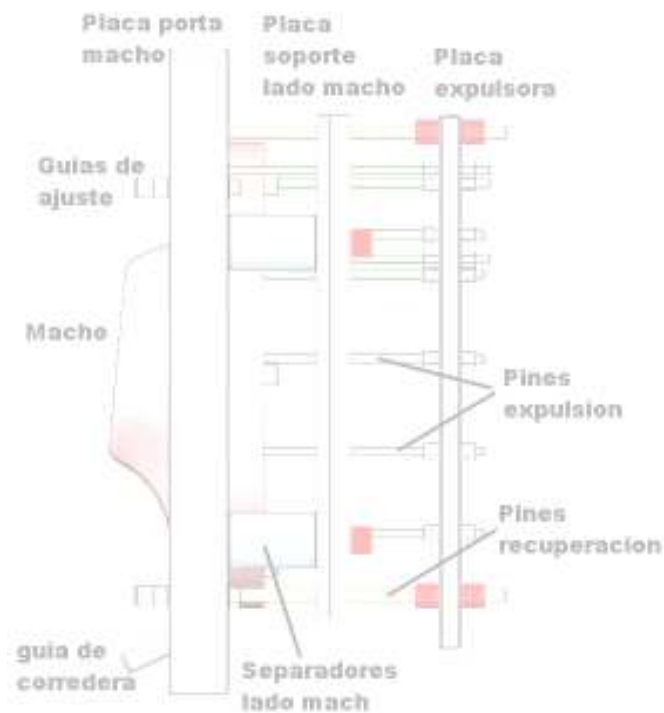 Placa porta
macho
Placa
soporte
lado macho
Placa
expulsora
Guias de
ajuste
Macho
Pines
expulsion
Pines
recuperacion
guia de
corredera
Separadores
lado mach